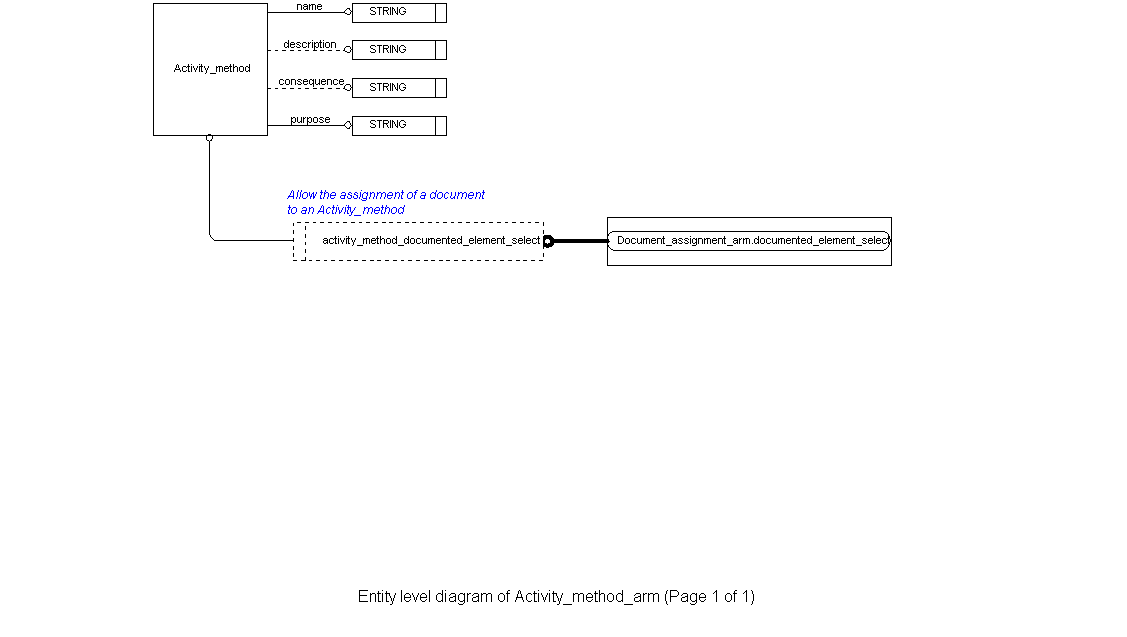 name
STRING
description
STRING
Activity_method
consequence
STRING
purpose
STRING
Allow the assignment of a document
to an Activity_method
activity_method_documented_element_select
Document_assignment_arm.documented_element_select
Entity level diagram of Activity_method_arm (Page 1 of 1)